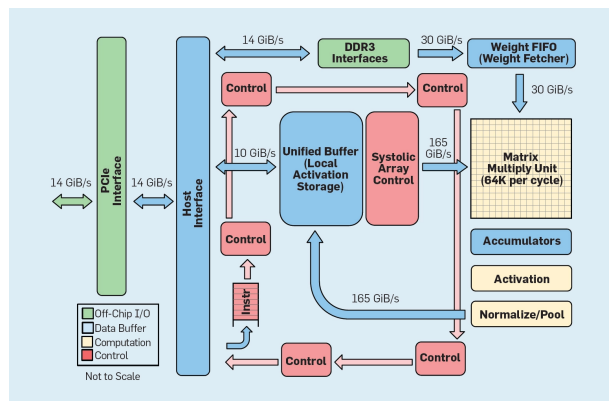 14 GiB/s
DDR3
Interfaces
30 GiB/s
Weight FIFO
(Weight Fetcher)
Control
Control
30 GiB/s
14 GiB/s
PCIe
Interface
14 GiB/s
Host
Interface
10 GiB/s
Unified Buffer
(Local
Activation
Storage)
Systolic
Array
Control
165
GiB/s
Matrix
Multiply Unit
(64K per cycle)
Control
Accumulators
Activation
Instr
165 GiB/s
Normalize/Pool
Off-Chip I/O
Data Buffer
Computation
Control
Not to Scale
Control
Control